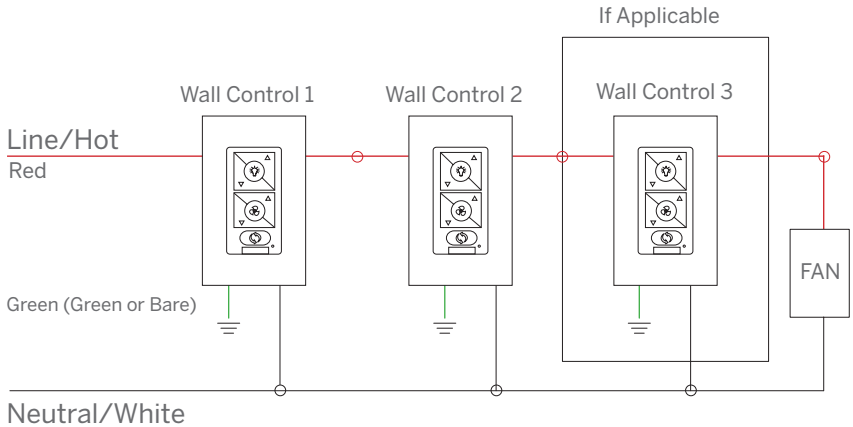 If Applicable
Wall Control 1
Wall Control 2
Wall Control 3
Line/Hot
Red
FAN
Green (Green or Bare)
Neutral/White